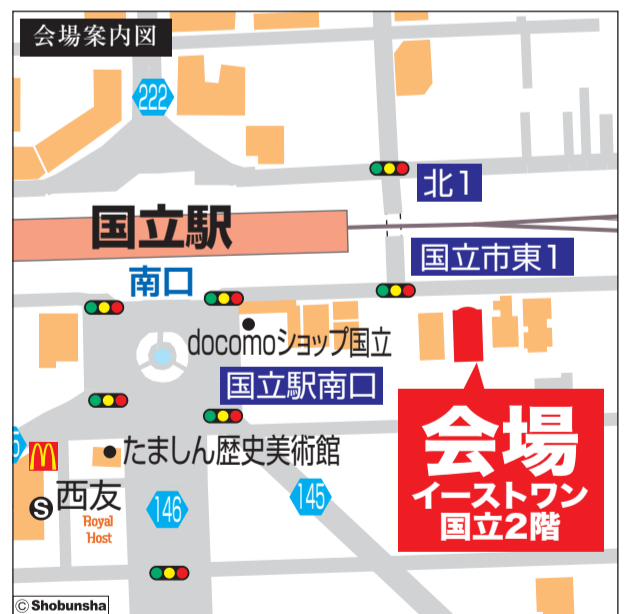 会場案内図
222
北1
国立駅
国立市東1
南口
docomoショップ国立
国立駅南口
会場
イーストワン
国立2階
たましん歴史美術館
S西友
Royal
Host
146
145
© Shobunsha